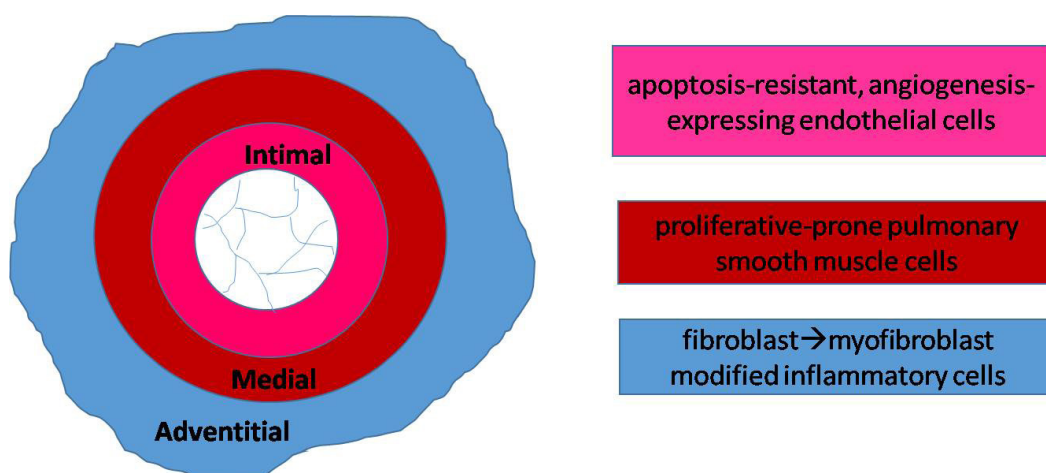 Intimal
Medial
Adventitial
apoptosis-resistant, angiogenesis-
expressing endothelial cells
proliferative-prone pulmonary
smooth muscle cells
fibroblast→myofibroblast
modified inflammatory cells